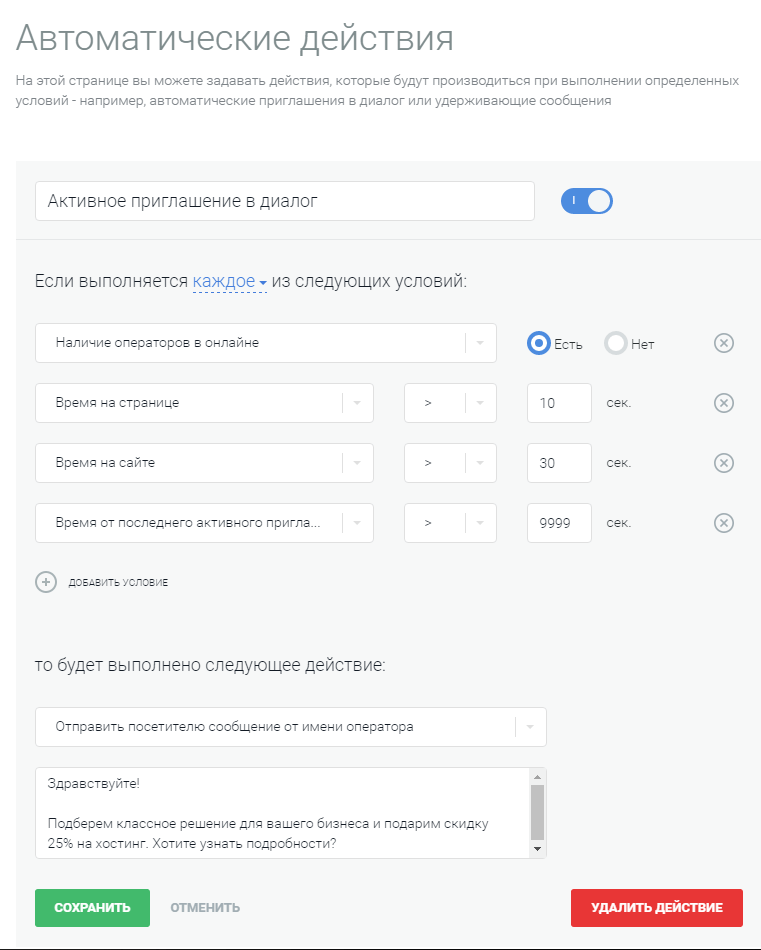 Автоматические действия
На этой странице вы можете задавать действия, которые будут производиться при выполнении определенных
условий - например, автоматические приглашения в диалог или удерживающие сообщения
Активное приглашение в диалог
Если выполняется каждое из следующих условий:
Наличие операторов в онлайне Есть Нет
Время на странице > 10 сек.
Время на сайте > 30 сек.
Время от последнего активного пригла... > 9999 сек.
ДОБАВИТЬ УСЛОВИЕ
то будет выполнено следующее действие:
Отправить посетителю сообщение от имени оператора
Здравствуйте!
Подберем классное решение для вашего бизнеса и подарим скидку
25% на хостинг. Хотите узнать подробности?
СОХРАНИТЬ ОТМЕНИТЬ УДАЛИТЬ ДЕЙСТВИЕ